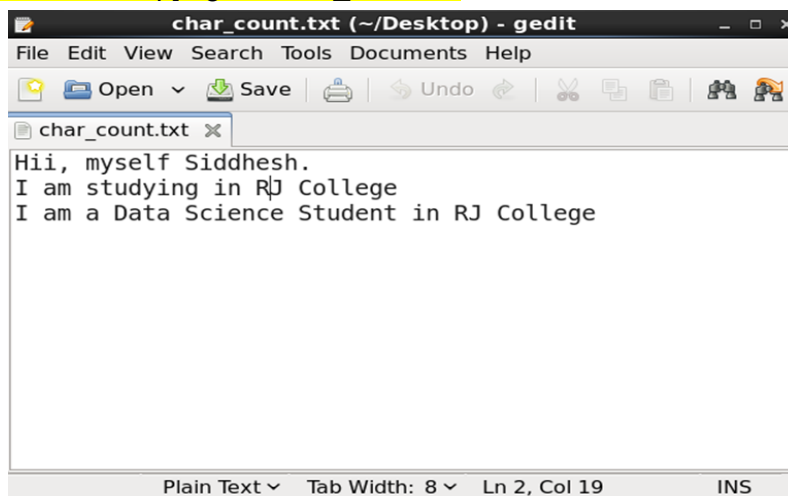 char_count.txt (~/Desktop) - gedit
File Edit View Search Tools Documents Help
Open Save Undo
char_count.txt
Hii, myself Siddhesh.
I am studying in RJ College
I am a Data Science Student in RJ College
Plain Text Tab Width: 8 Ln 2, Col 19 INS